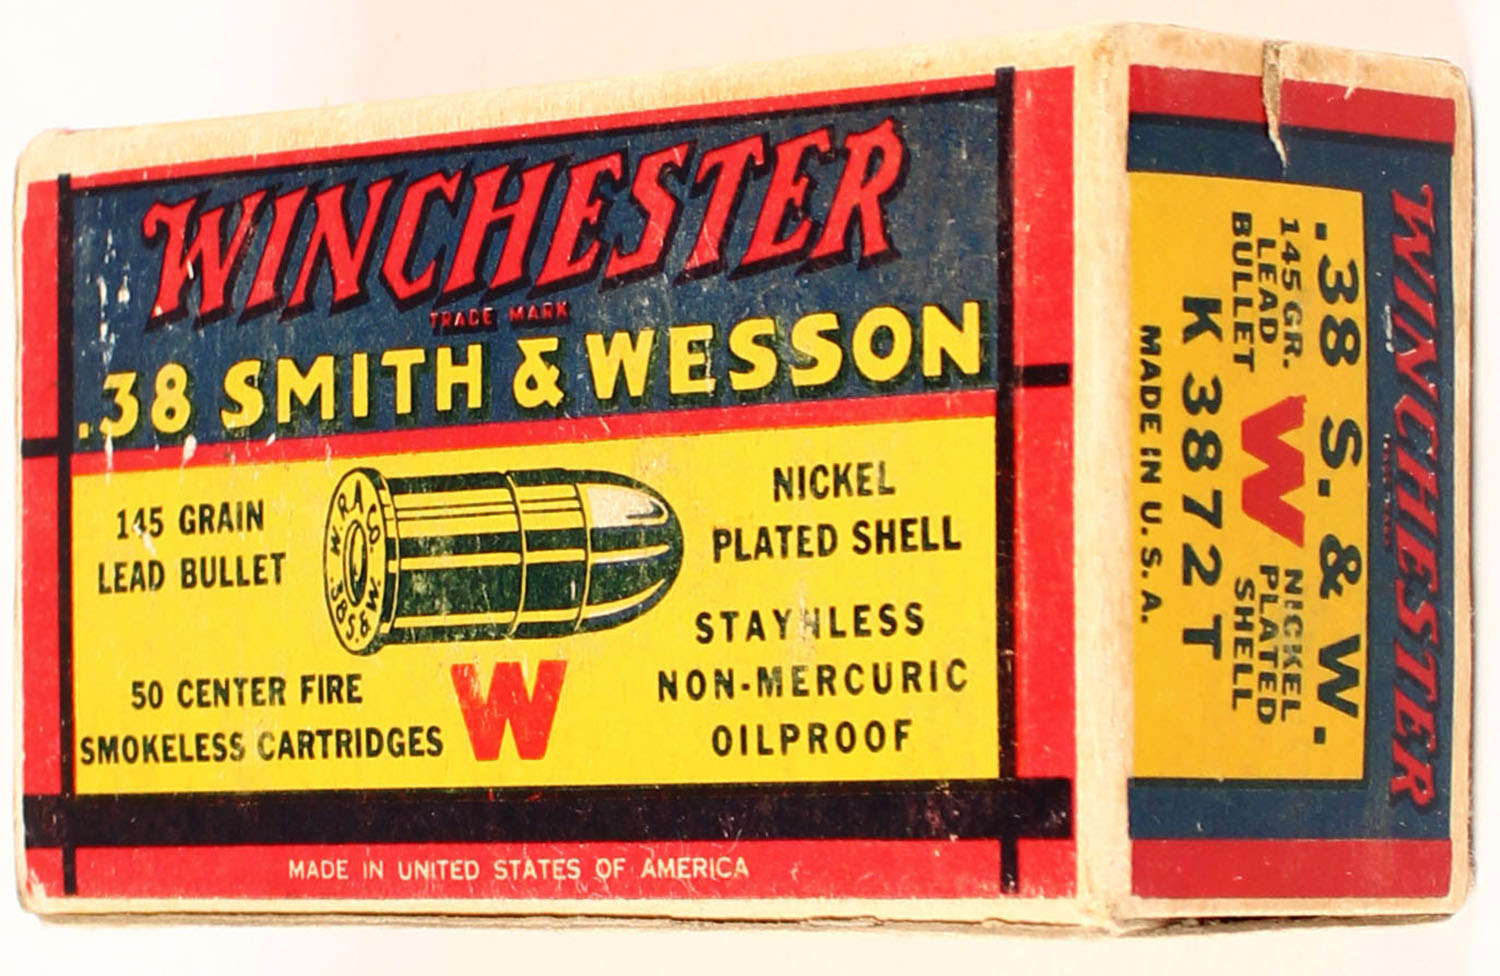 WINCHESTER
TRADE MARK
.38 SMITH & WESSON
145 GRAIN
LEAD BULLET
W.R.A. CO.
.38 S.& W.
NICKEL
PLATED SHELL
STAYNLESS
NON-MERCURIC
OILPROOF
50 CENTER FIRE
SMOKELESS CARTRIDGES
W
MADE IN UNITED STATES OF AMERICA
WINCHESTER
.38 S. & W.
145 GR.
LEAD
BULLET
W
NICKEL
PLATED
SHELL
K 3872 T
MADE IN U.S.A.